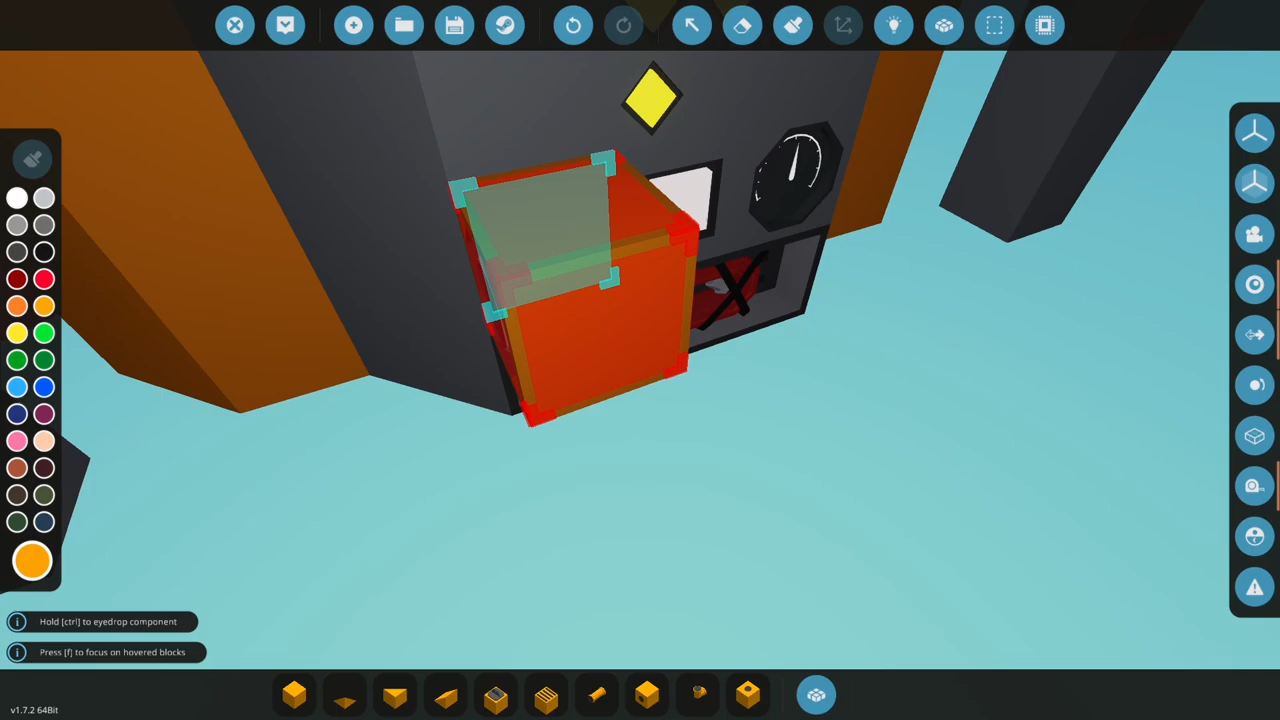 Hold [ctrl] to eyedrop component
Press [f] to focus on hovered blocks
v1.7.2 64Bit